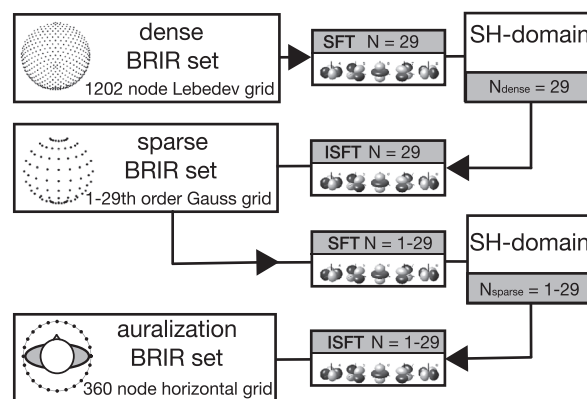 dense
BRIR set
1202 node Lebedev grid
SFT N = 29
SH-domain
Ndense = 29
sparse
BRIR set
1-29th order Gauss grid
ISFT N = 29
SFT N = 1-29
SH-domain
Nsparse = 1-29
auralization
BRIR set
360 node horizontal grid
ISFT N = 1-29